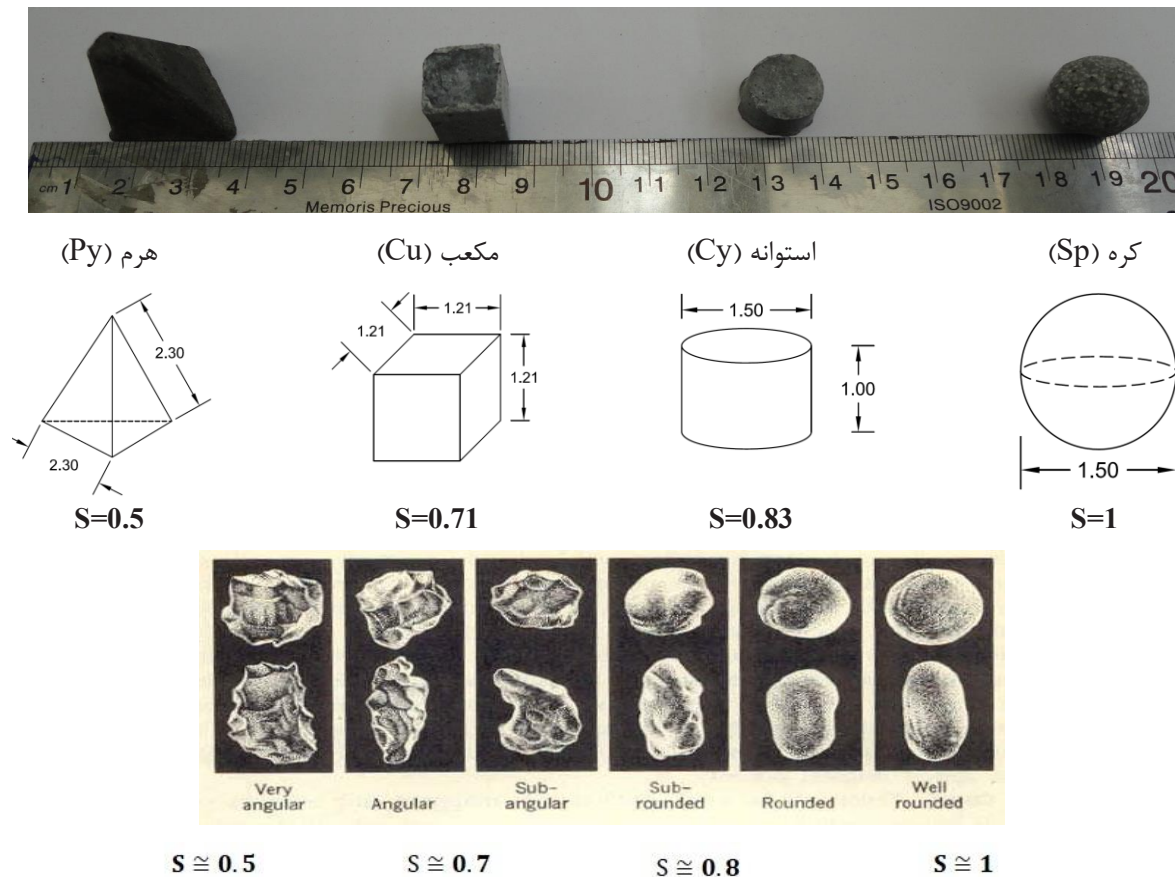 cm 1 2 3 4 5 6 7 8 9 10 11 12 13 14 15 16 17 18 19 20
Memoris Precious ISO9002
هرم (Py) مکعب (Cu) استوانه (Cy) کره (Sp)
2.30
2.30
1.21
1.21
1.21
1.50
1.00
1.50
S=0.5 S=0.71 S=0.83 S=1
Very angular
Angular
Sub-angular
Sub-rounded
Rounded
Well rounded
S ≅ 0.5 S ≅ 0.7 S ≅ 0.8 S ≅ 1